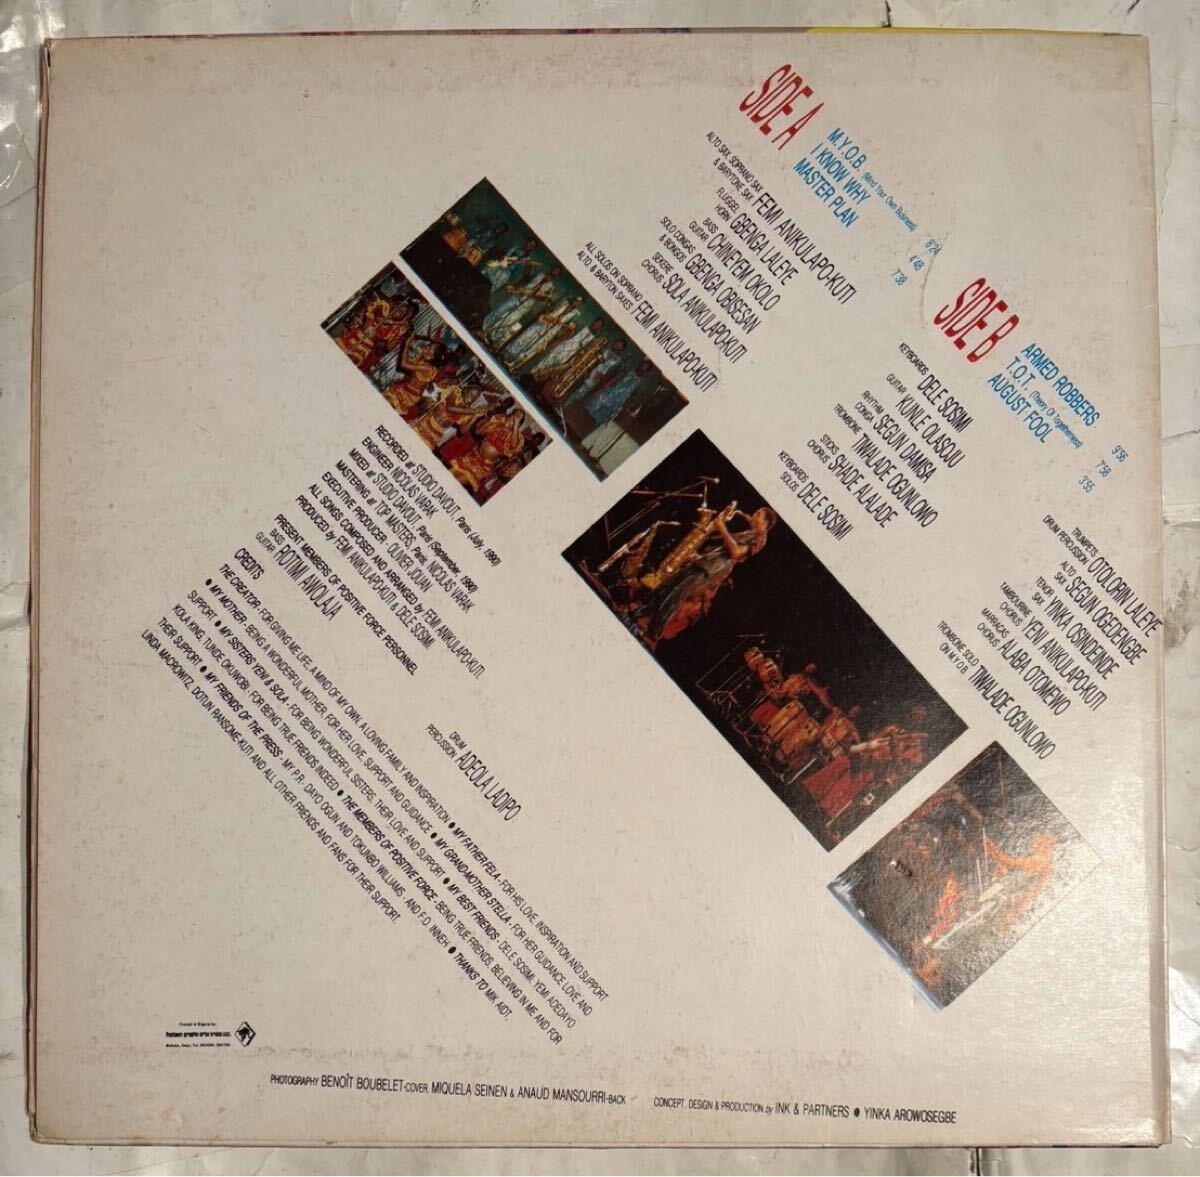 SIDE A
M.Y.O.B. (Mind Your Own Business) 8'24
I KNOW WHY 4'48
MASTER PLAN 7'38
SIDE B
ARMED ROBBERS 9'56
T.O.T. (Theory Of Togetherness) 7'58
AUGUST FOOL 3'55
ALTO SAX, SOPRANO SAX & BARYTONE SAX FEMI ANIKULAPO-KUTI
FLUGGEL HORN GBENGA LALEYE
BASS GUITAR CHINEYEM OKOLO
SOLO CONGAS & BONGOS GBENGA OBISESAN
SEKERE CHORUS SOLA ANIKULAPO-KUTI
ALL SOLOS ON SOPRANO, ALTO, & BARYTON SAXES FEMI ANIKULAPO-KUTI
KEYBOARDS DELE SOSIMI
GUITAR KUNLE OLASOJU
RHYTHM CONGA SEGUN DAMISA
TROMBONE TIWALADE OGUNLOWO
STICKS CHORUS SHADE ALALADE
KEYBOARDS SOLOS DELE SOSIMI
TRUMPETS OTOLORIN LALEYE
DRUM PERCUSSION
ALTO SAX SEGUN OGEDENGBE
TENOR SAX YINKA OSINDEINDE
TAMBOURINE CHORUS YENI ANIKULAPO-KUTI
MARACAS CHORUS ALABA OTOMEWO
TROMBONE SOLO ON M.Y.O.B. TIWALADE OGUNLOWO
RECORDED at STUDIO DAVOUT, Paris (July, 1990)
ENGINEER NICOLAS VARAK
MIXED at STUDIO DAVOUT, Paris (September, 1990)
MASTERING at TOP MASTERS, Paris, NICOLAS VARAK
EXECUTIVE PRODUCER : OLIVIER JOUAN
ALL SONGS COMPOSED AND ARRANGED by FEMI ANIKULAPO-KUTI.
PRODUCED by FEMI ANIKULAPO-KUTI & DELE SOSIMI.
PRESENT MEMBERS OF POSITIVE FORCE PERSONNEL
BASS GUITAR ROTIMI AWOLAJA
DRUM PERCUSSION ADEOLA LADIPO
CREDITS
THE CREATOR - FOR GIVING ME LIFE, A MIND OF MY OWN, A LOVING FAMILY AND INSPIRATION ● MY FATHER FELA - FOR HIS LOVE, INSPIRATION AND SUPPORT
● MY MOTHER - BEING A WONDERFUL MOTHER, FOR HER LOVE, SUPPORT AND GUIDANCE ● MY GRAND-MOTHER STELLA - FOR HER GUIDANCE LOVE AND
SUPPORT ● MY SISTERS YENI & SOLA - FOR BEING WONDERFUL SISTERS, THEIR LOVE AND SUPPORT ● MY BEST FRIENDS - DELE SOSIMI, YEMI ADEDAYO,
KOLA KING, TUNDE OKUWOBI : FOR BEING TRUE FRIENDS INDEED ● THE MEMBERS OF POSITIVE FORCE - BEING TRUE FRIENDS, BELIEVING IN ME AND FOR
THEIR SUPPORT ● MY FRIENDS OF THE PRESS - MY P.R.: DAYO OGUN AND TOKUNBO WILLIAMS - AND F.O. INNEH ● THANKS TO MIK AIDT,
LINDA MACROWITZ, DOTUN RANSOME-KUTI AND ALL OTHER FRIENDS AND FANS FOR THEIR SUPPORT.
Printed in Nigeria by:
PHOTOGRAPHY BENOÎT BOUBELET-COVER, MIQUELA SEINEN & ANAUD MANSOURRI-BACK
CONCEPT, DESIGN & PRODUCTION by INK & PARTNERS ● YINKA AROWOSEGBE